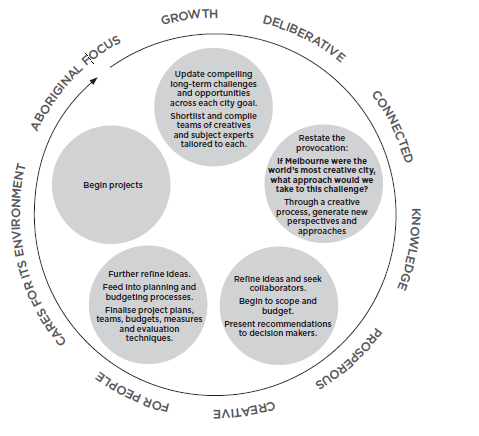 GROWTH
DELIBERATIVE
CONNECTED
KNOWLEDGE
PROSPEROUS
CREATIVE
FOR PEOPLE
CARES FOR ITS ENVIRONMENT
ABORIGINAL FOCUS
Update compelling
long-term challenges
and opportunities
across each city goal.
Shortlist and compile
teams of creatives
and subject experts
tailored to each.
Restate the
provocation:
If Melbourne were the
world's most creative city,
what approach would we
take to this challenge?
Through a creative
process, generate new
perspectives and
approaches
Refine ideas and seek
collaborators.
Begin to scope and
budget.
Present recommendations
to decision makers.
Further refine ideas.
Feed into planning and
budgeting processes.
Finalise project plans,
teams, budgets, measures
and evaluation
techniques.
Begin projects